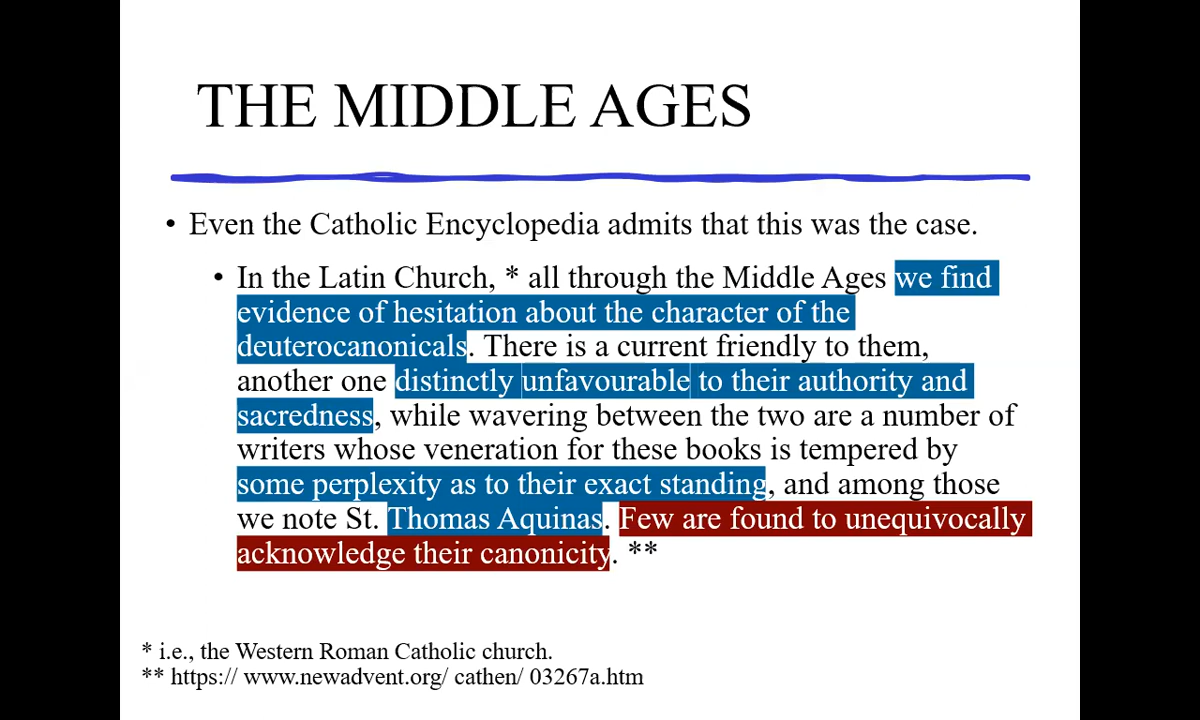 THE MIDDLE AGES
• Even the Catholic Encyclopedia admits that this was the case.
• In the Latin Church, * all through the Middle Ages we find
evidence of hesitation about the character of the
deuterocanonicals. There is a current friendly to them,
another one distinctly unfavourable to their authority and
sacredness, while wavering between the two are a number of
writers whose veneration for these books is tempered by
some perplexity as to their exact standing, and among those
we note St. Thomas Aquinas. Few are found to unequivocally
acknowledge their canonicity. **
* i.e., the Western Roman Catholic church.
** https:// www.newadvent.org/ cathen/ 03267a.htm